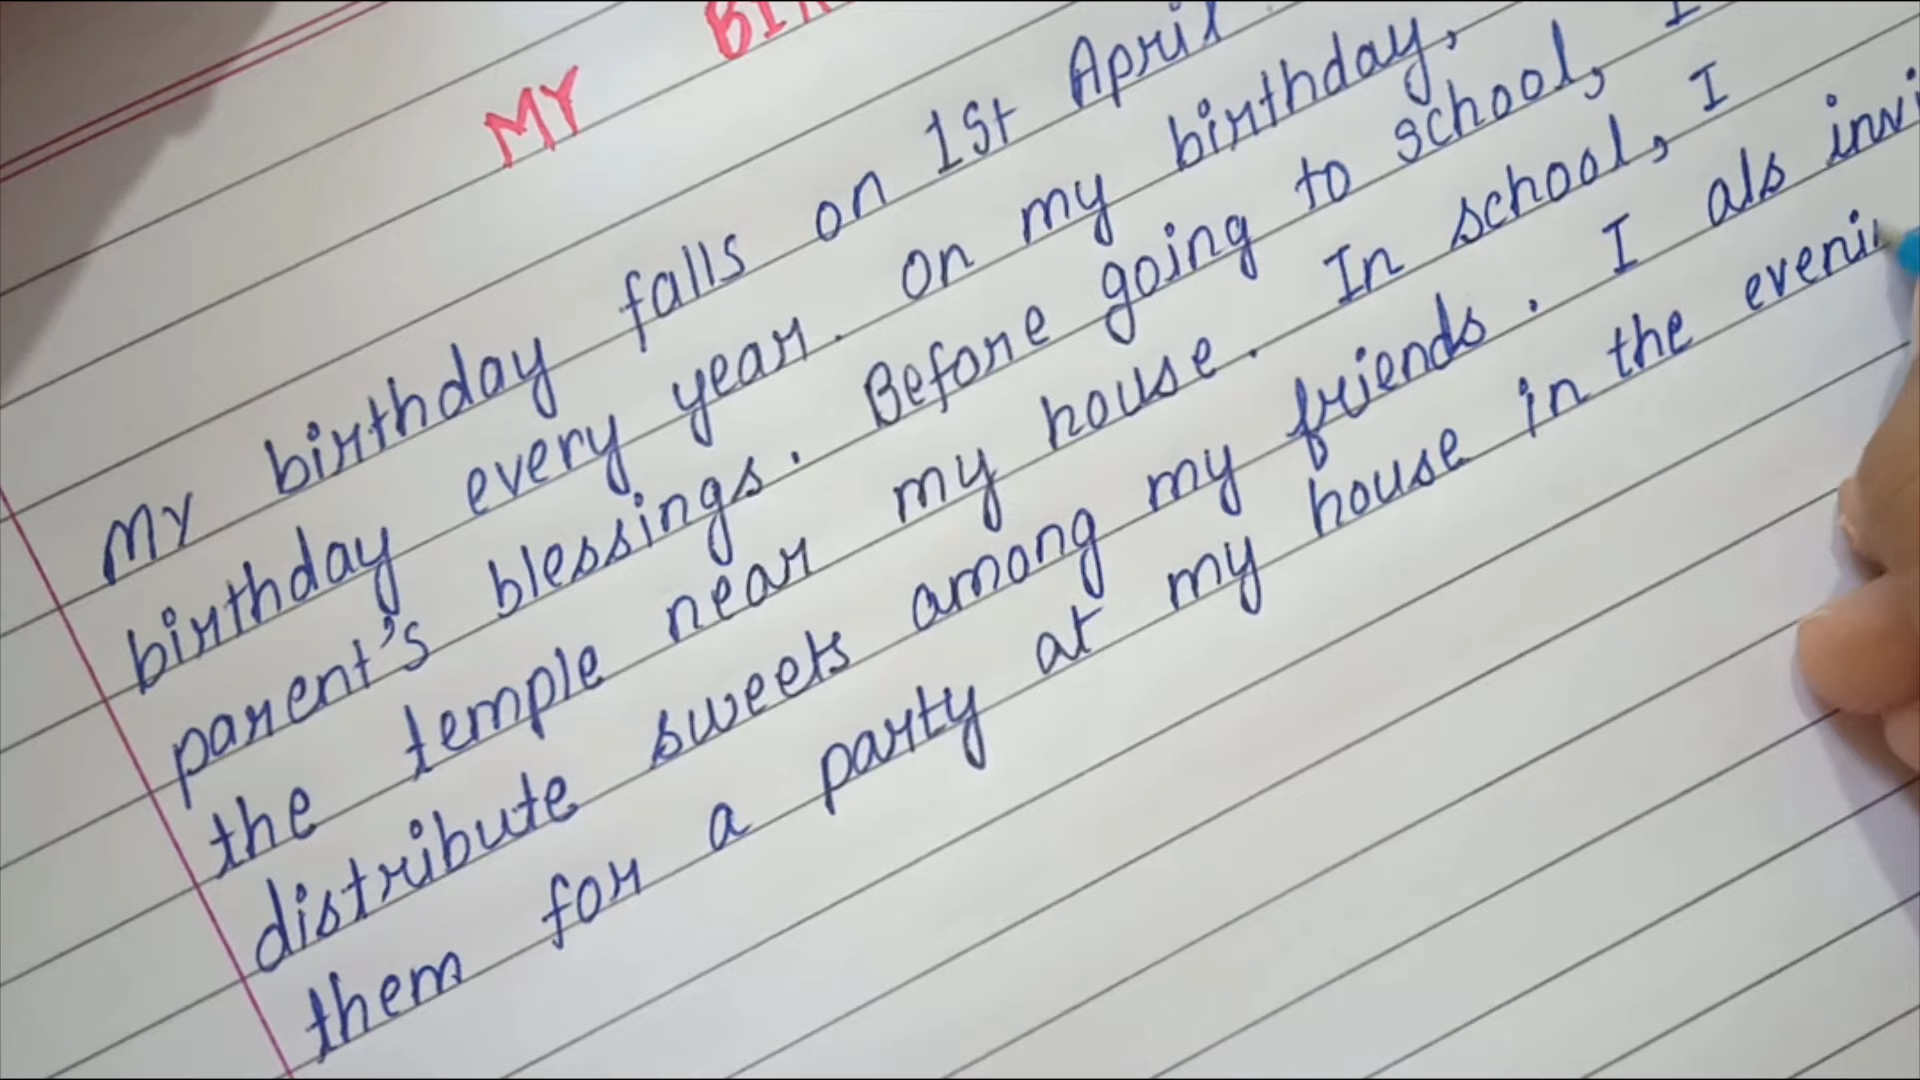 MY
My birthday falls on 1st April
birthday every year. on my birthday,
parent's blessings. Before going to school, I
the temple near my house. In school, I
distribute sweets among my friends. I als invi
them for a party at my house in the eveni